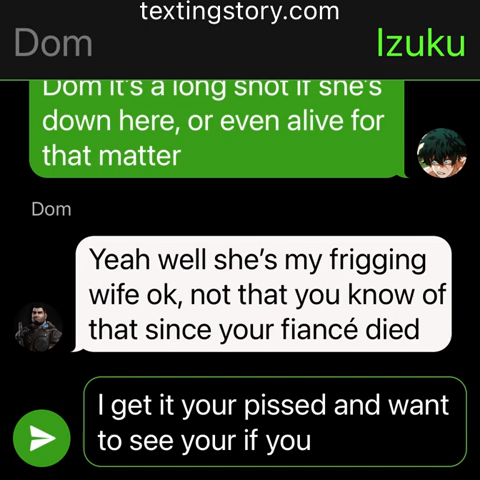 textingstory.com
Dom
Izuku
Dom it's a long shot if she's
down here, or even alive for
that matter
Dom
Yeah well she's my frigging
wife ok, not that you know of
that since your fiancé died
I get it your pissed and want
to see your if you